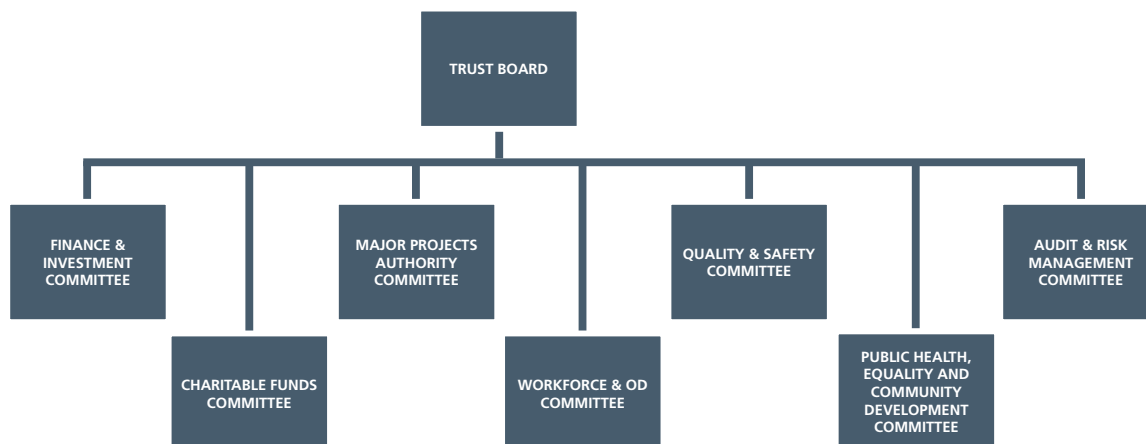 TRUST BOARD
FINANCE &
INVESTMENT
COMMITTEE
MAJOR PROJECTS
AUTHORITY
COMMITTEE
QUALITY & SAFETY
COMMITTEE
AUDIT & RISK
MANAGEMENT
COMMITTEE
CHARITABLE FUNDS
COMMITTEE
WORKFORCE & OD
COMMITTEE
PUBLIC HEALTH,
EQUALITY AND
COMMUNITY
DEVELOPMENT
COMMITTEE